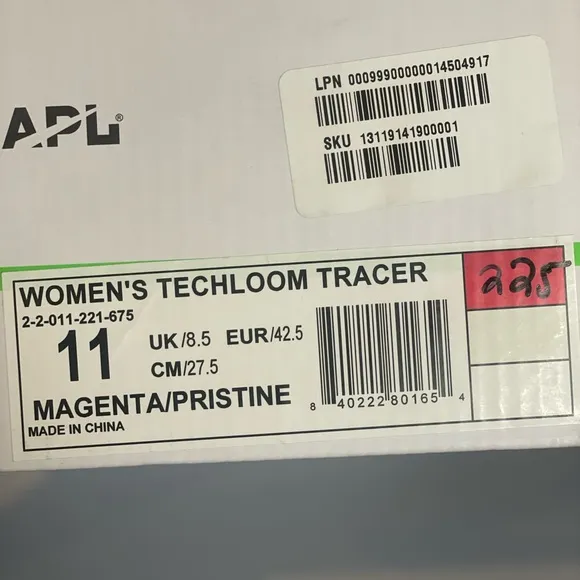 APL®
LPN 00099900000014504917
SKU 13119141900001
WOMEN'S TECHLOOM TRACER
2-2-011-221-675
225
11
UK/8.5 EUR/42.5
CM/27.5
MAGENTA/PRISTINE
8 40222 80165 4
MADE IN CHINA